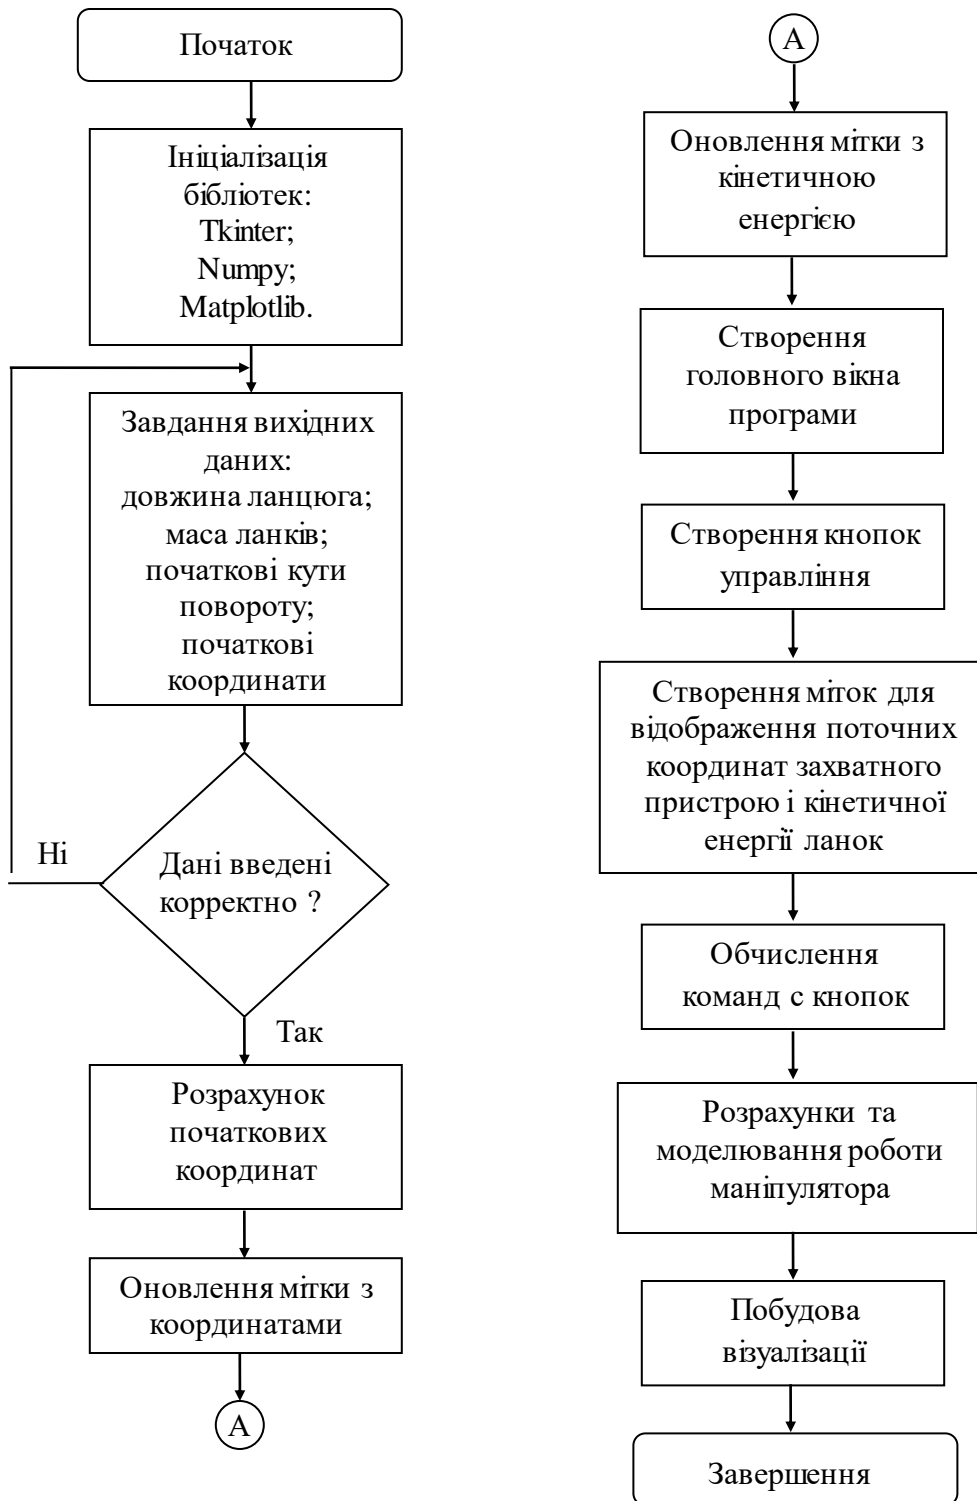 Початок
Ініціалізація
бібліотек:
Tkinter;
Numpy;
Matplotlib.
Завдання вихідних
даних:
довжина ланцюга;
маса ланків;
початкові кути
повороту;
початкові
координати
Ні
Дані введені
корректно ?
Так
Розрахунок
початкових
координат
Оновлення мітки з
координатами
А
А
Оновлення мітки з
кінетичною
енергією
Створення
головного вікна
програми
Створення кнопок
управління
Створення міток для
відображення поточних
координат захватного
пристрою і кінетичної
енергії ланок
Обчислення
команд с кнопок
Розрахунки та
моделювання роботи
маніпулятора
Побудова
візуалізації
Завершення